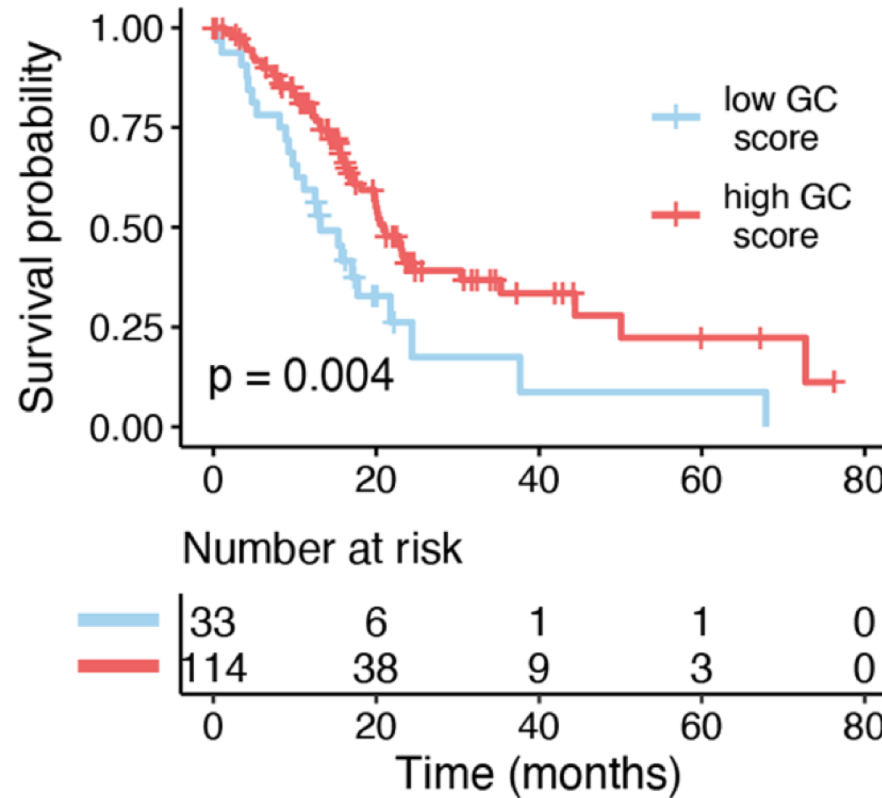 Survival probability
1.00
0.75
0.50
0.25
0.00
low GC
score
high GC
score
p = 0.004
0 20 40 60 80
Number at risk
33 6 1 1 0
114 38 9 3 0
0 20 40 60 80
Time (months)